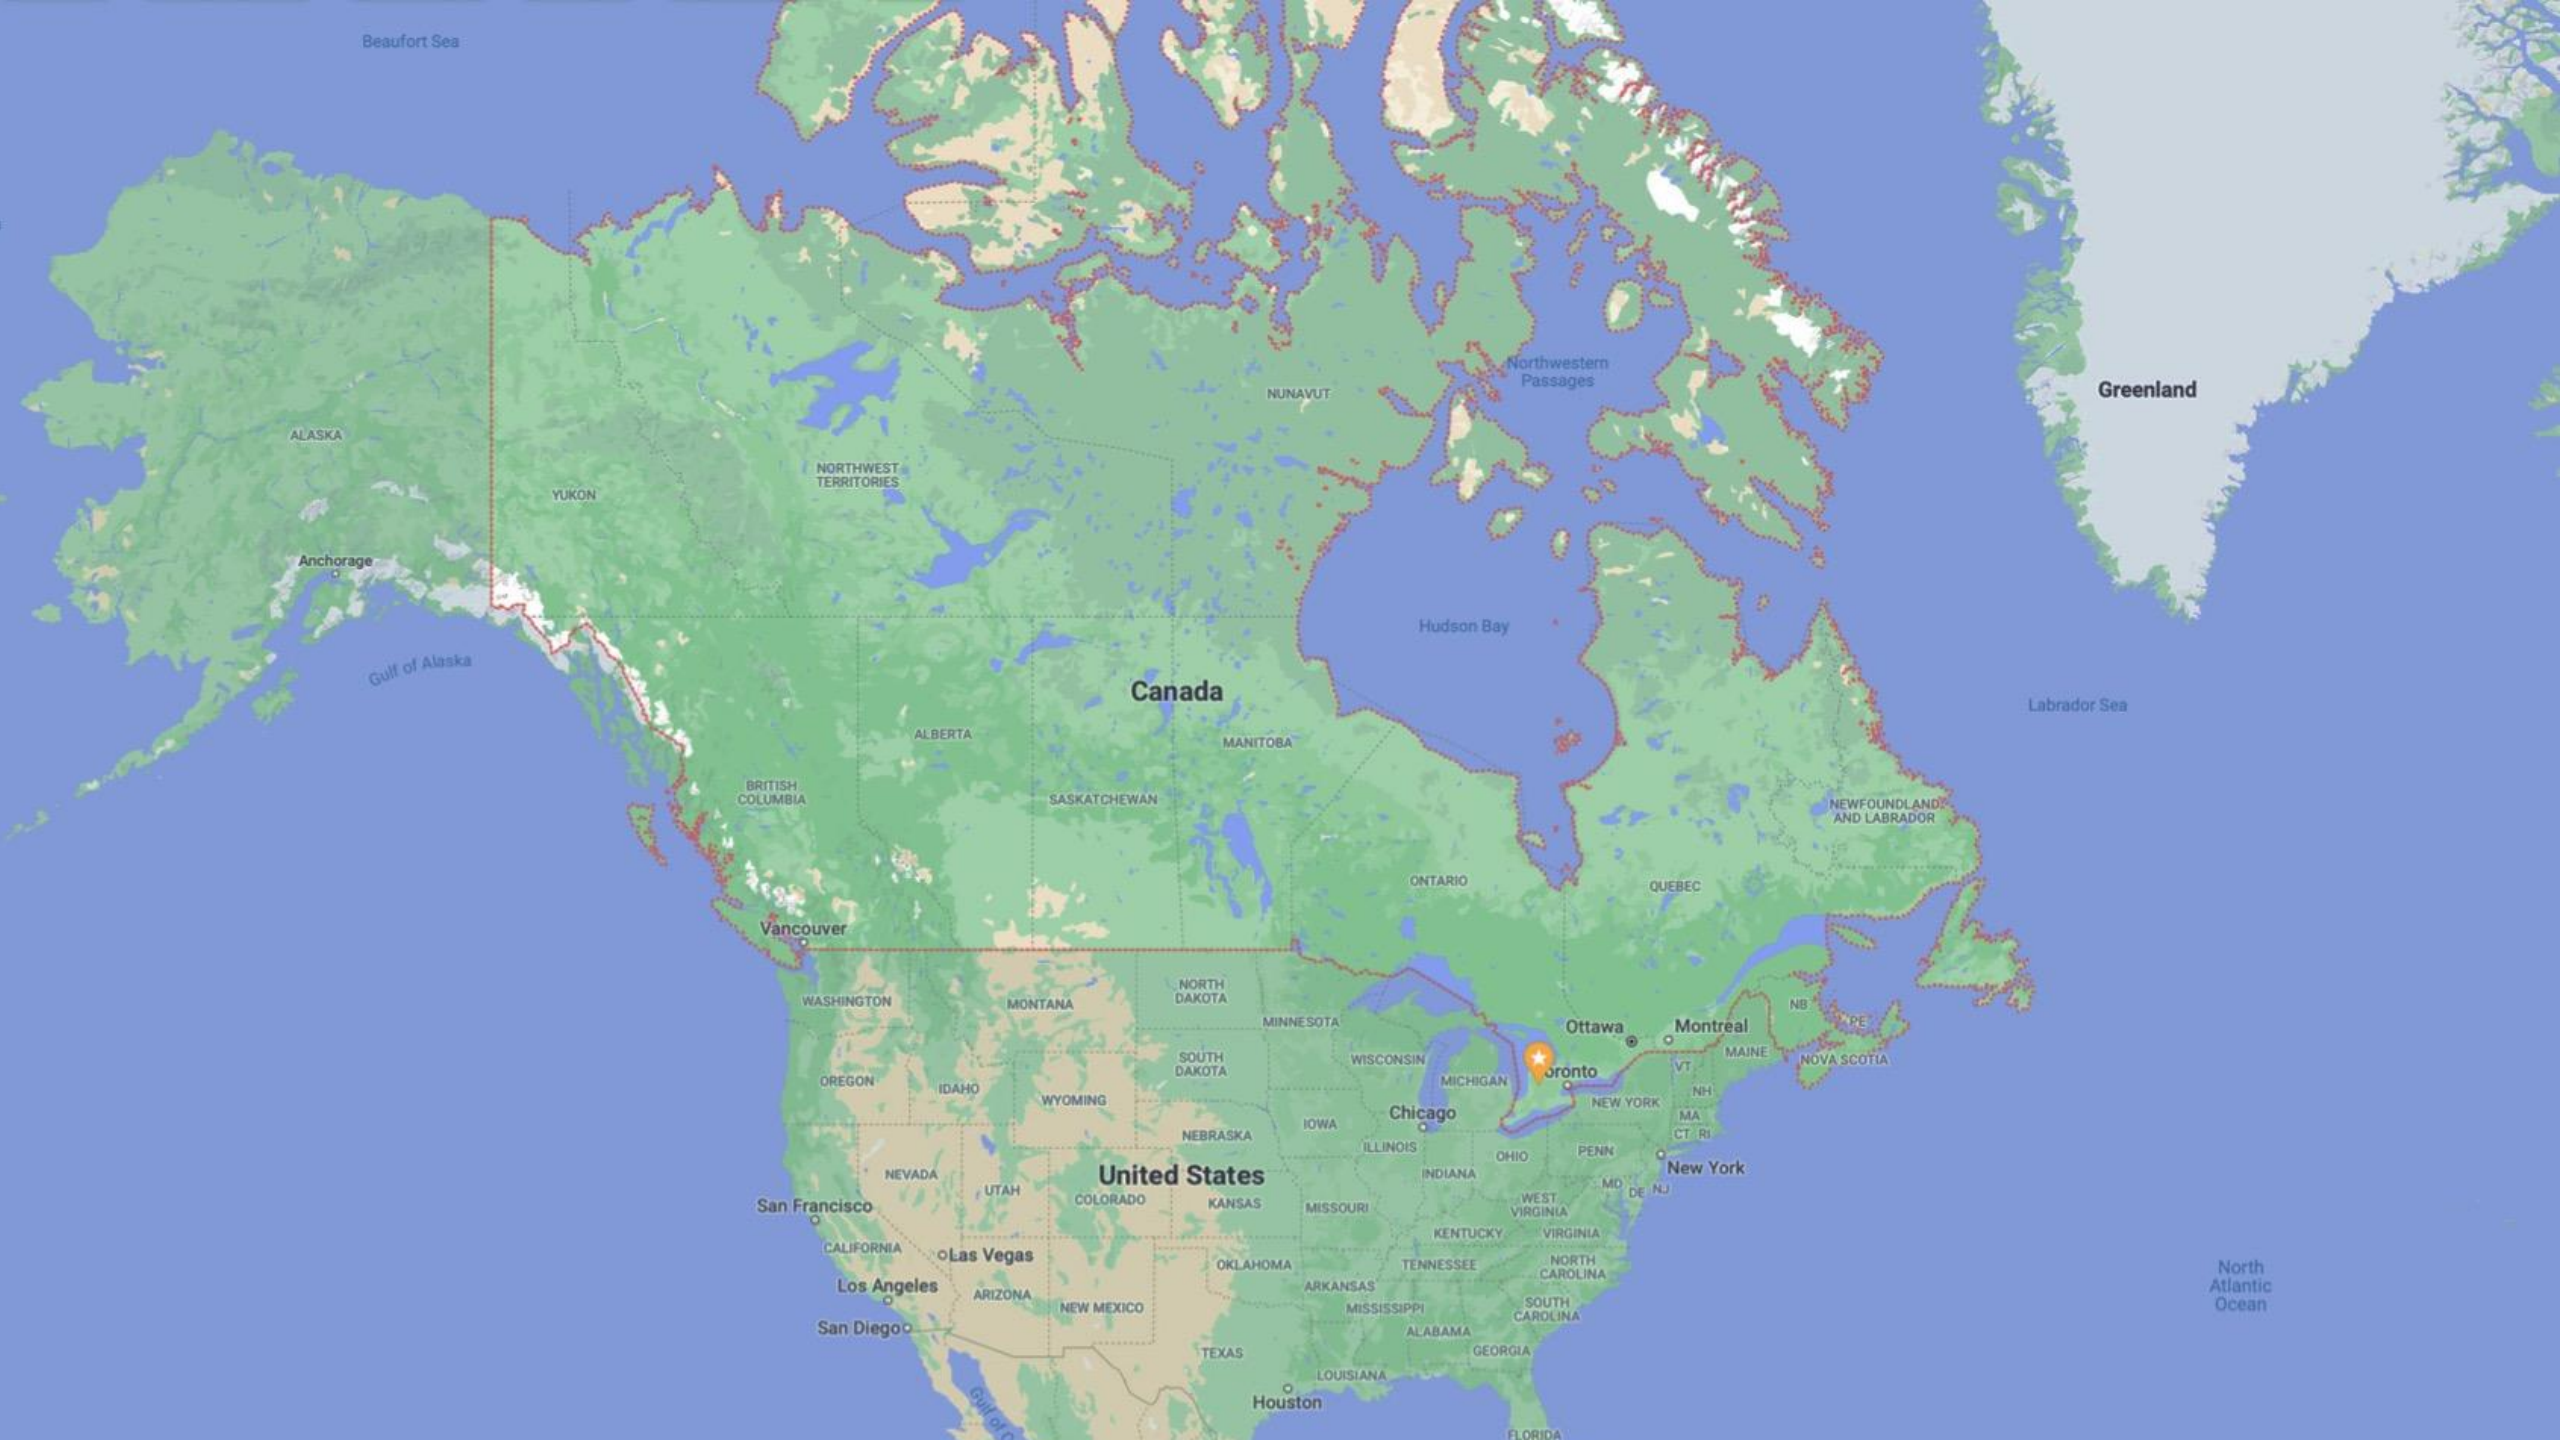 Beaufort Sea
Greenland
Northwestern
Passages
NUNAVUT
ALASKA
NORTHWEST
TERRITORIES
YUKON
Anchorage
Hudson Bay
Gulf of Alaska
Canada
Labrador Sea
ALBERTA
MANITOBA
BRITISH
COLUMBIA
SASKATCHEWAN
NEWFOUNDLAND
AND LABRADOR
ONTARIO
QUEBEC
Vancouver
NORTH
DAKOTA
WASHINGTON
MONTANA
NB
MINNESOTA
PE
Ottawa
Montreal
MAINE
NOVA SCOTIA
WISCONSIN
SOUTH
DAKOTA
VT
oronto
OREGON
IDAHO
MICHIGAN
NH
WYOMING
NEW YORK
Chicago
MA
IOWA
CT RI
NEBRASKA
ILLINOIS
PENN
OHIO
New York
NEVADA
United States
INDIANA
UTAH
MD
DE
NJ
COLORADO
KANSAS
WEST
VIRGINIA
San Francisco
MISSOURI
KENTUCKY
VIRGINIA
CALIFORNIA
Las Vegas
OKLAHOMA
TENNESSEE
NORTH
CAROLINA
North
Atlantic
Ocean
Los Angeles
ARIZONA
ARKANSAS
NEW MEXICO
MISSISSIPPI
SOUTH
CAROLINA
San Diego
ALABAMA
TEXAS
GEORGIA
LOUISIANA
Gulf of C
Houston
FLORIDA